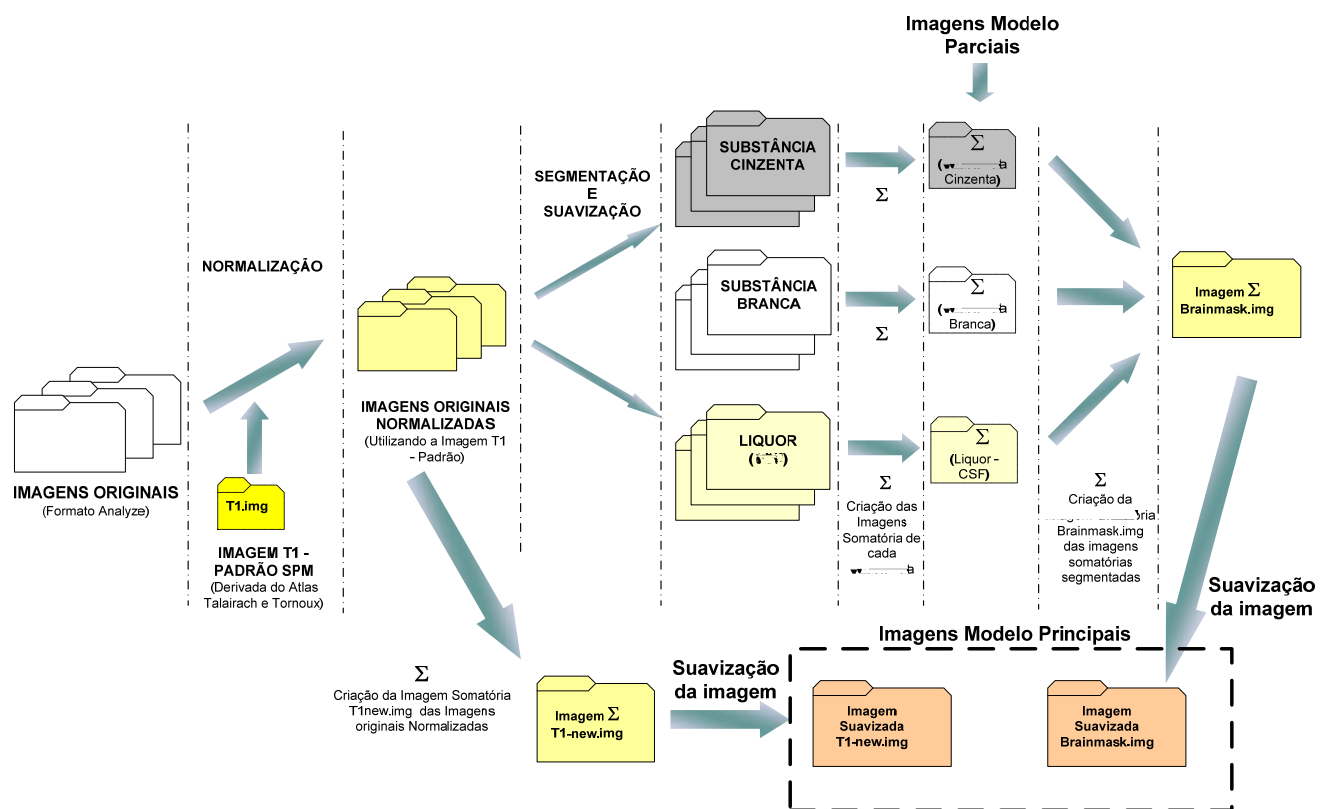 Imagens Modelo
Parciais
NORMALIZAÇÃO
SEGMENTAÇÃO
E
SUAVIZAÇÃO
SUBSTÂNCIA
CINZENTA
Σ
Σ
Cinzenta)
SUBSTÂNCIA
BRANCA
Σ
Σ
Branca)
Imagem Σ
Brainmask.img
IMAGENS ORIGINAIS
(Formato Analyze)
T1.img
IMAGEM T1 -
PADRÃO SPM
(Derivada do Atlas
Talairach e Tornoux)
IMAGENS ORIGINAIS
NORMALIZADAS
(Utilizando a Imagem T1
- Padrão)
LIQUOR
Σ
Criação das
Imagens
Somatória de
cada
Σ
(Liquor -
CSF)
Σ
Criação da
Brainmask.img
das imagens
somatórias
segmentadas
Suavização
da imagem
Σ
Criação da Imagem Somatória
T1new.img das Imagens
originais Normalizadas
Imagem Σ
T1-new.img
Suavização
da imagem
Imagens Modelo Principais
Imagem
Suavizada
T1-new.img
Imagem
Suavizada
Brainmask.img